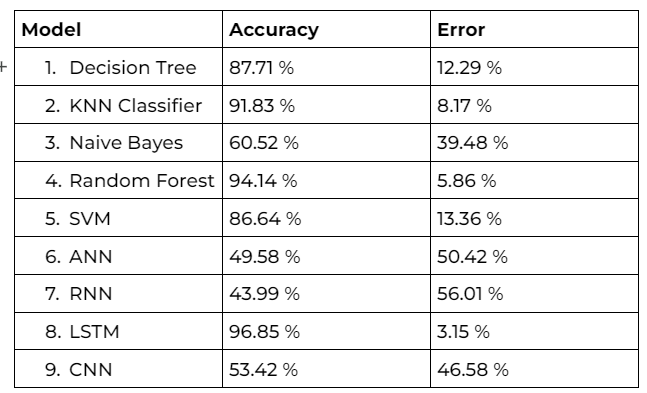 Model Accuracy Error
1. Decision Tree 87.71 % 12.29 %
2. KNN Classifier 91.83 % 8.17 %
3. Naive Bayes 60.52 % 39.48 %
4. Random Forest 94.14 % 5.86 %
5. SVM 86.64 % 13.36 %
6. ANN 49.58 % 50.42 %
7. RNN 43.99 % 56.01 %
8. LSTM 96.85 % 3.15 %
9. CNN 53.42 % 46.58 %